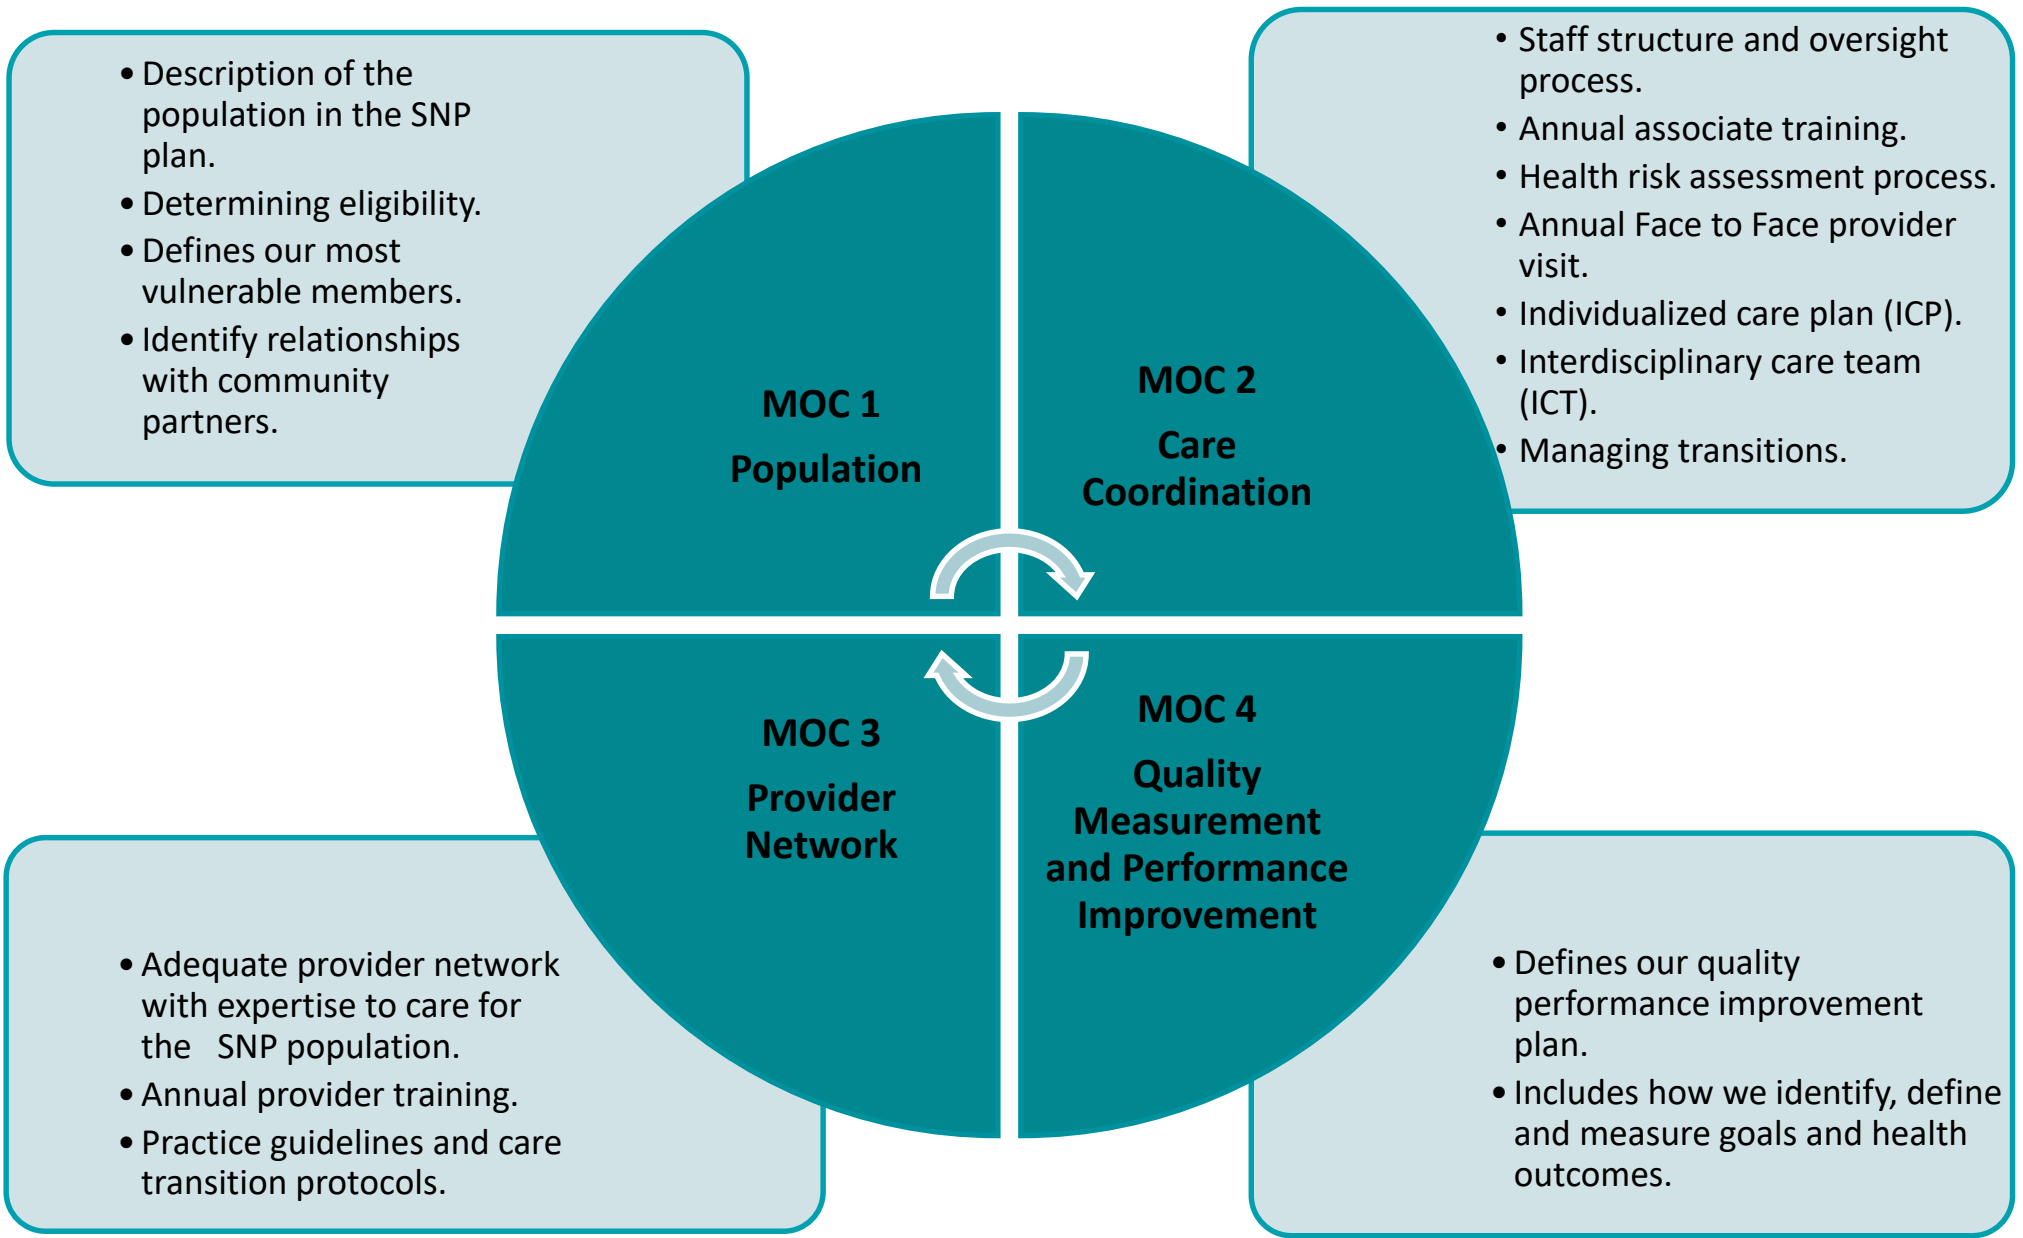 • Description of the
population in the SNP
plan.
• Determining eligibility.
• Defines our most
vulnerable members.
• Identify relationships
with community
partners.
• Staff structure and oversight
process.
• Annual associate training.
• Health risk assessment process.
• Annual Face to Face provider
visit.
• Individualized care plan (ICP).
• Interdisciplinary care team
(ICT).
• Managing transitions.
MOC 1
Population
MOC 2
Care
Coordination
MOC 3
Provider
Network
MOC 4
Quality
Measurement
and Performance
Improvement
• Adequate provider network
with expertise to care for
the   SNP population.
• Annual provider training.
• Practice guidelines and care
transition protocols.
• Defines our quality
performance improvement
plan.
• Includes how we identify, define
and measure goals and health
outcomes.